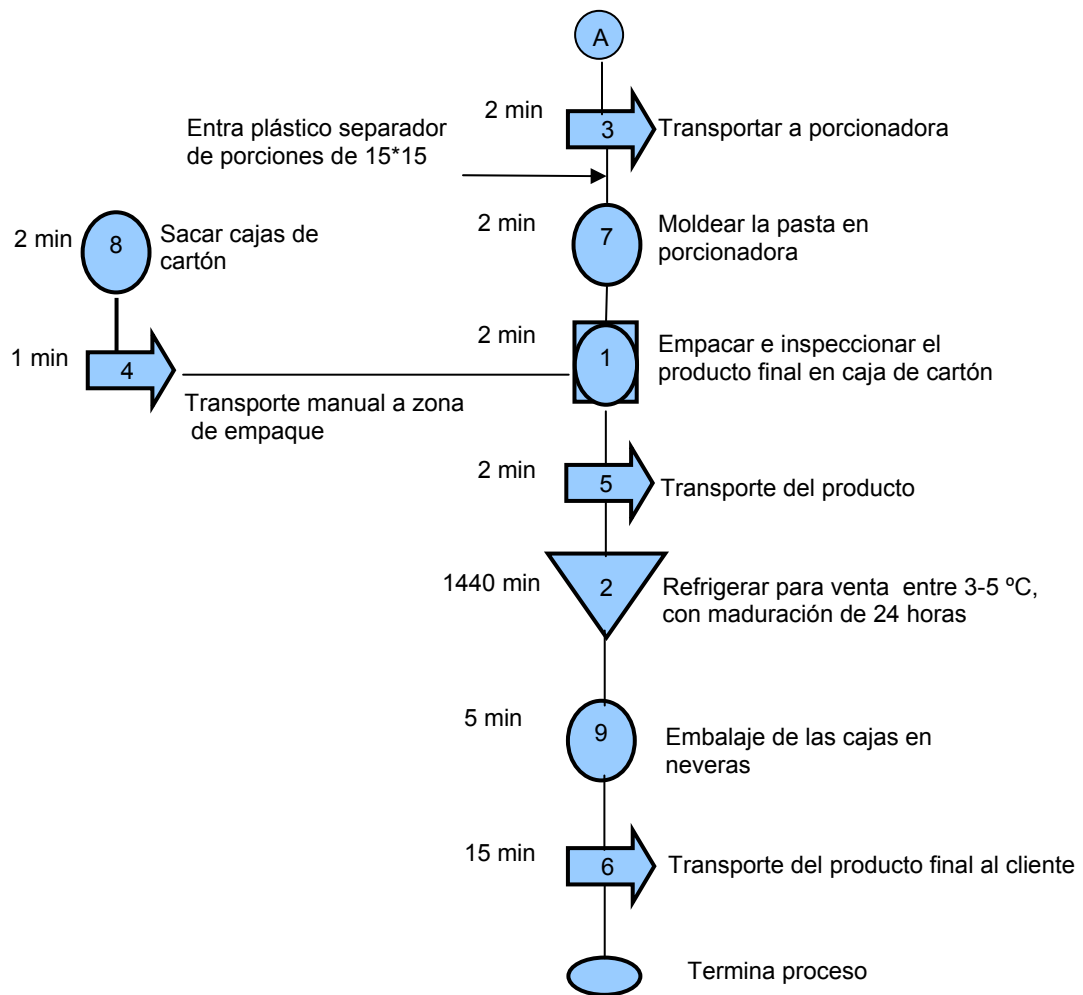 A
2 min
3
Transportar a porcionadora
Entra plástico separador
de porciones de 15*15
2 min
7
Moldear la pasta en
porcionadora
2 min
8
Sacar cajas de
cartón
2 min
1
Empacar e inspeccionar el
producto final en caja de cartón
1 min
4
Transporte manual a zona
de empaque
2 min
5
Transporte del producto
1440 min
2
Refrigerar para venta entre 3-5 ºC,
con maduración de 24 horas
5 min
9
Embalaje de las cajas en
neveras
15 min
6
Transporte del producto final al cliente
Termina proceso